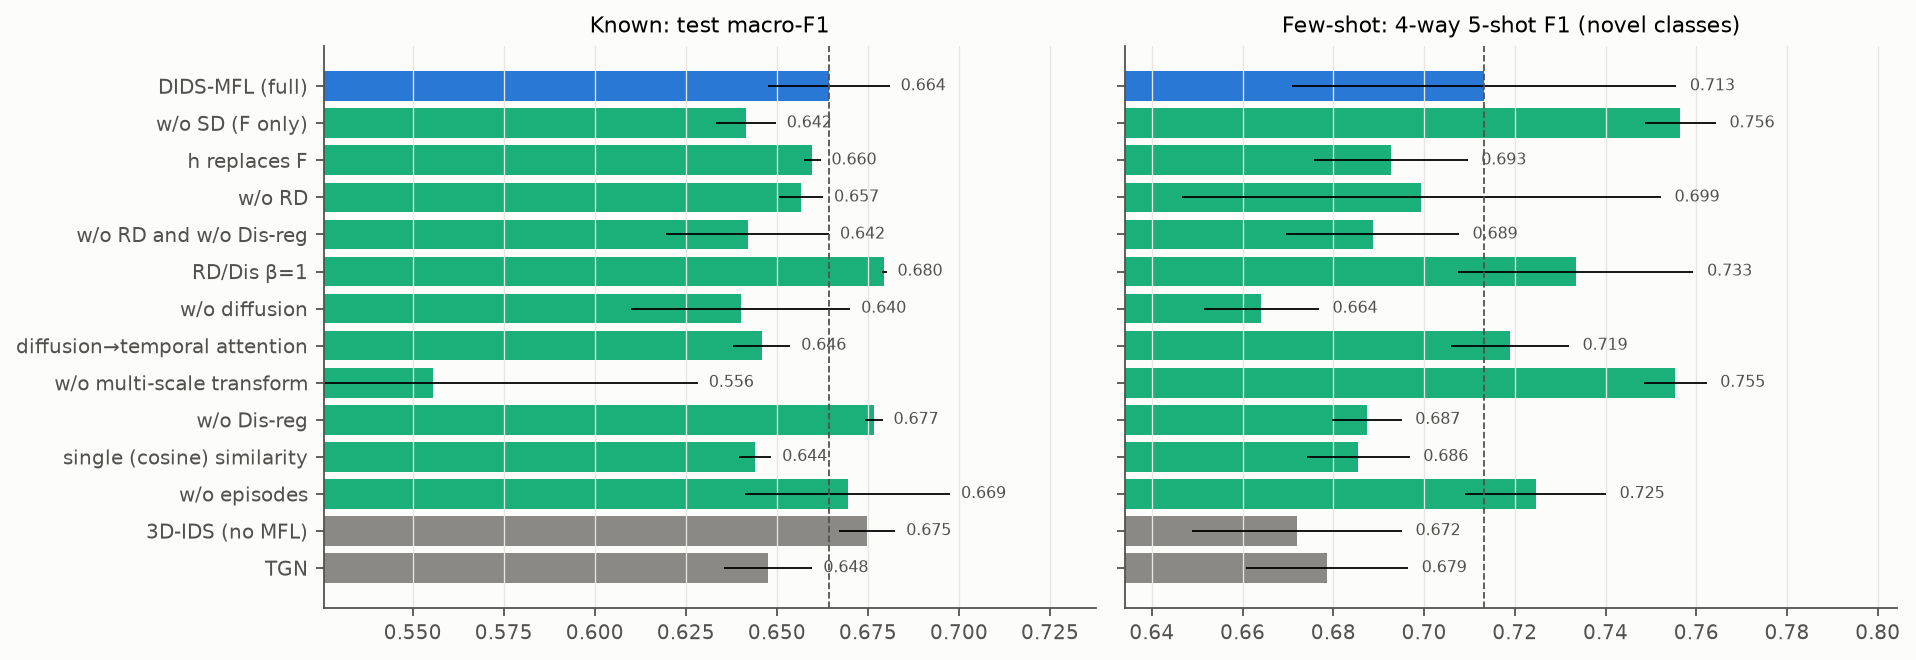 Known: test macro-F1
DIDS-MFL (full) 0.664
w/o SD (F only) 0.642
h replaces F 0.660
w/o RD 0.657
w/o RD and w/o Dis-reg 0.642
RD/Dis β=1 0.680
w/o diffusion 0.640
diffusion→temporal attention 0.646
w/o multi-scale transform 0.556
w/o Dis-reg 0.677
single (cosine) similarity 0.644
w/o episodes 0.669
3D-IDS (no MFL) 0.675
TGN 0.648
0.550 0.575 0.600 0.625 0.650 0.675 0.700 0.725
Few-shot: 4-way 5-shot F1 (novel classes)
0.713
0.756
0.693
0.699
0.689
0.733
0.664
0.719
0.755
0.687
0.686
0.725
0.672
0.679
0.64 0.66 0.68 0.70 0.72 0.74 0.76 0.78 0.80